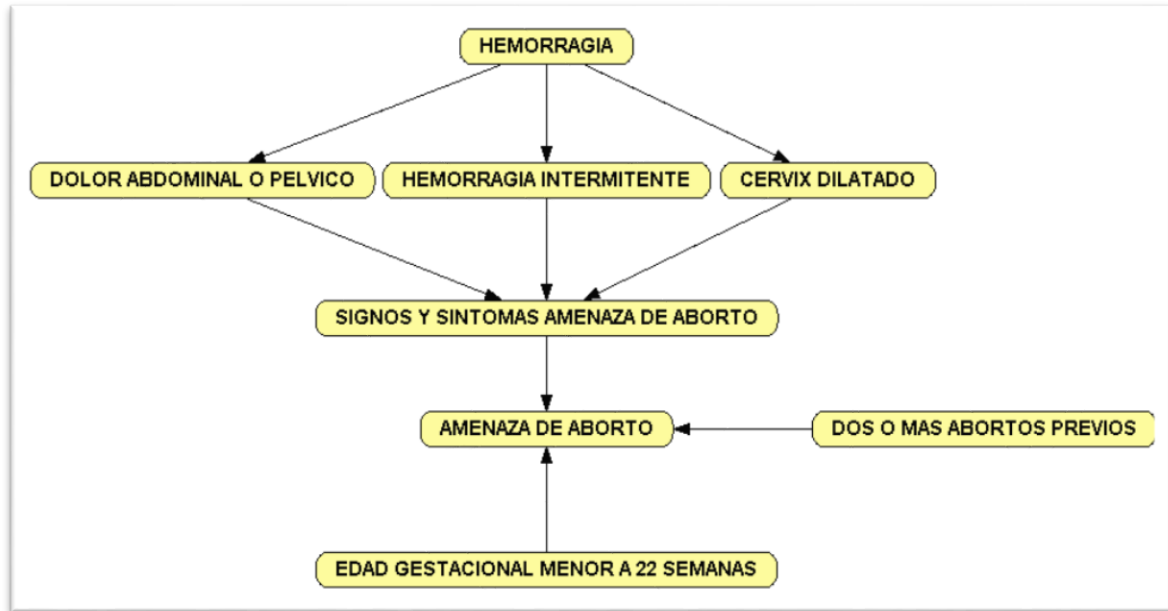 HEMORRAGIA
DOLOR ABDOMINAL O PELVICO
HEMORRAGIA INTERMITENTE
CERVIX DILATADO
SIGNOS Y SINTOMAS AMENAZA DE ABORTO
AMENAZA DE ABORTO
DOS O MAS ABORTOS PREVIOS
EDAD GESTACIONAL MENOR A 22 SEMANAS